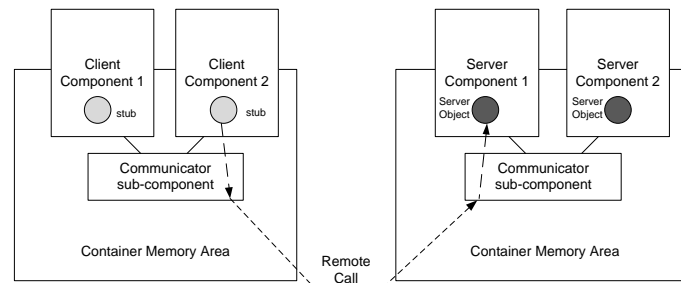 Client
Component 1
stub
Client
Component 2
stub
Communicator
sub-component
Container Memory Area
Remote
Call
Server
Component 1
Server
Object
Server
Component 2
Server
Object
Communicator
sub-component
Container Memory Area